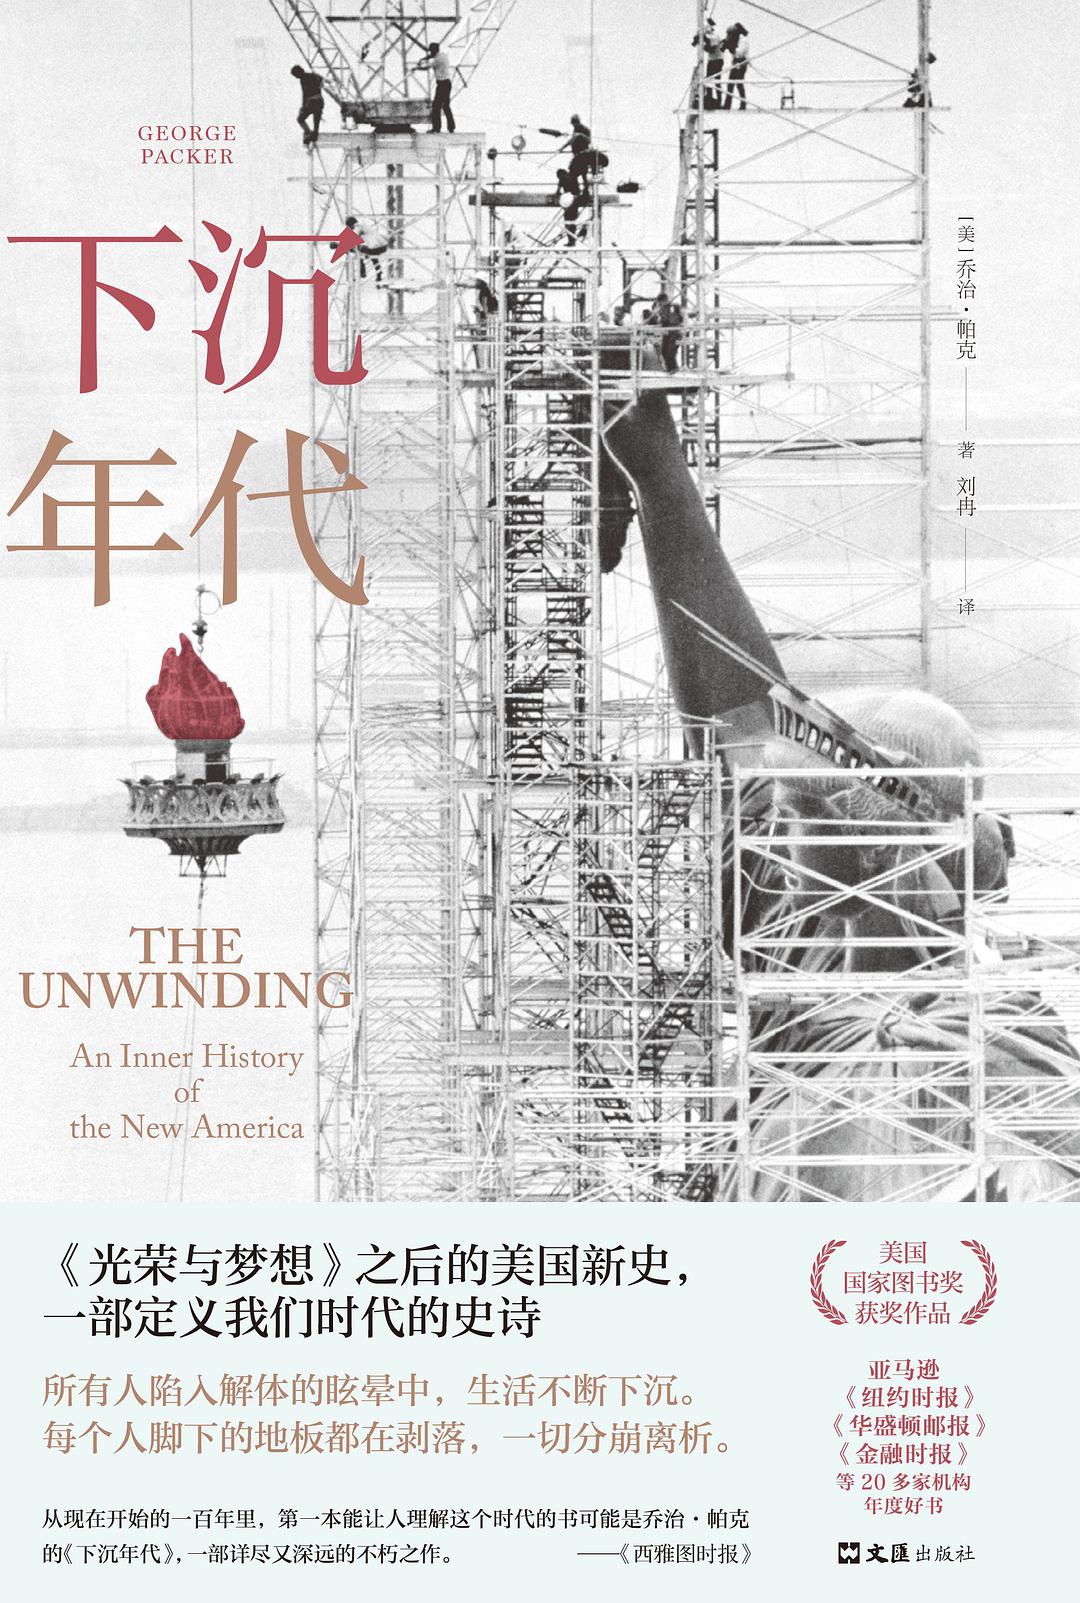 GEORGE
PACKER
下沉
年代
[美]乔治·帕克——著 刘冉——译
THE
UNWINDING
An Inner History
of
the New America
《光荣与梦想》之后的美国新史，
一部定义我们时代的史诗
所有人陷入解体的眩晕中，生活不断下沉。
每个人脚下的地板都在剥落，一切分崩离析。
从现在开始的一百年里，第一本能让人理解这个时代的书可能是乔治·帕克
的《下沉年代》，一部详尽又深远的不朽之作。 ——《西雅图时报》
美国
国家图书奖
获奖作品
亚马逊
《纽约时报》
《华盛顿邮报》
《金融时报》
等 20 多家机构
年度好书
文匯出版社